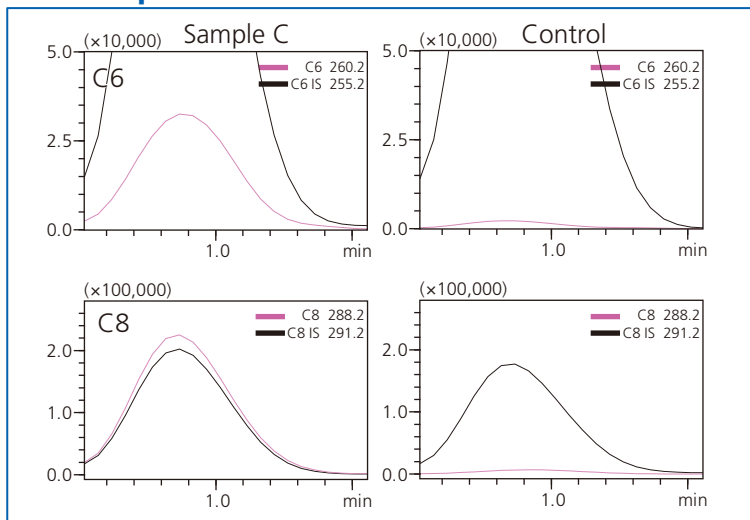 Sample C
Control
(×10,000)
5.0
C6
C6 260.2
C6 IS 255.2
2.5
0.0
1.0
min
(×10,000)
5.0
C6 260.2
C6 IS 255.2
2.5
0.0
1.0
min
(×100,000)
C8
C8 288.2
C8 IS 291.2
2.0
1.0
0.0
1.0
min
(×100,000)
C8 288.2
C8 IS 291.2
2.0
1.0
0.0
1.0
min